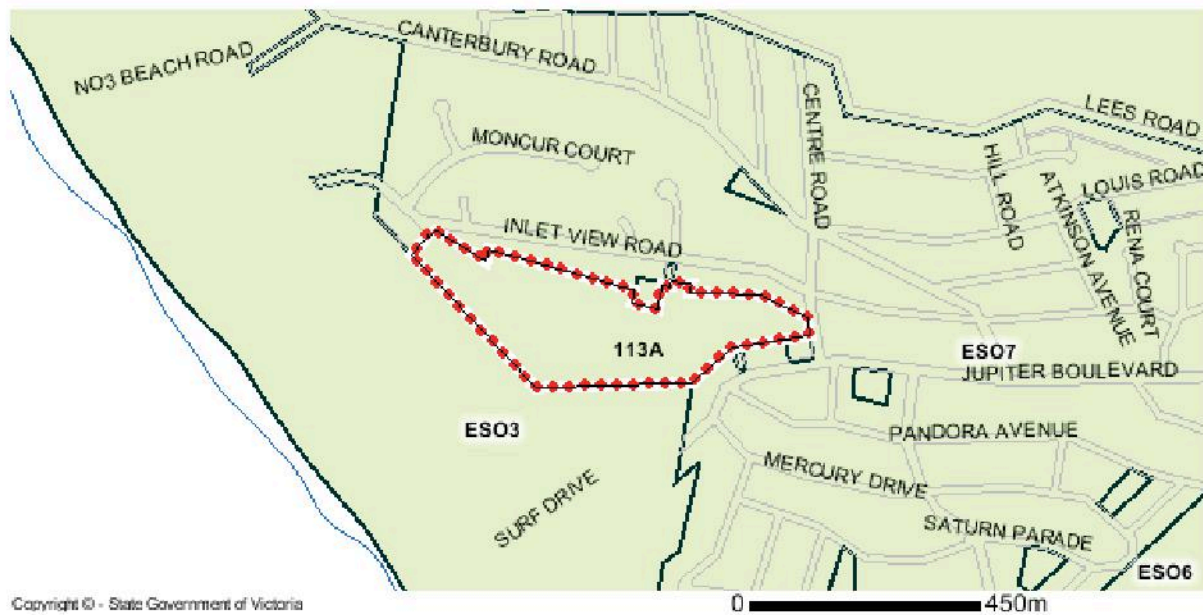 CANTERBURY ROAD
NO3 BEACH ROAD
CENTRE ROAD
LEES ROAD
MONCUR COURT
HILL ROAD
ATKINSON AVENUE
LOUIS ROAD
RENA COURT
INLET VIEW ROAD
113A
ESO7
JUPITER BOULEVARD
ESO3
PANDORA AVENUE
MERCURY DRIVE
SURF DRIVE
SATURN PARADE
ESO6
Copyright © - State Government of Victoria
0 450m